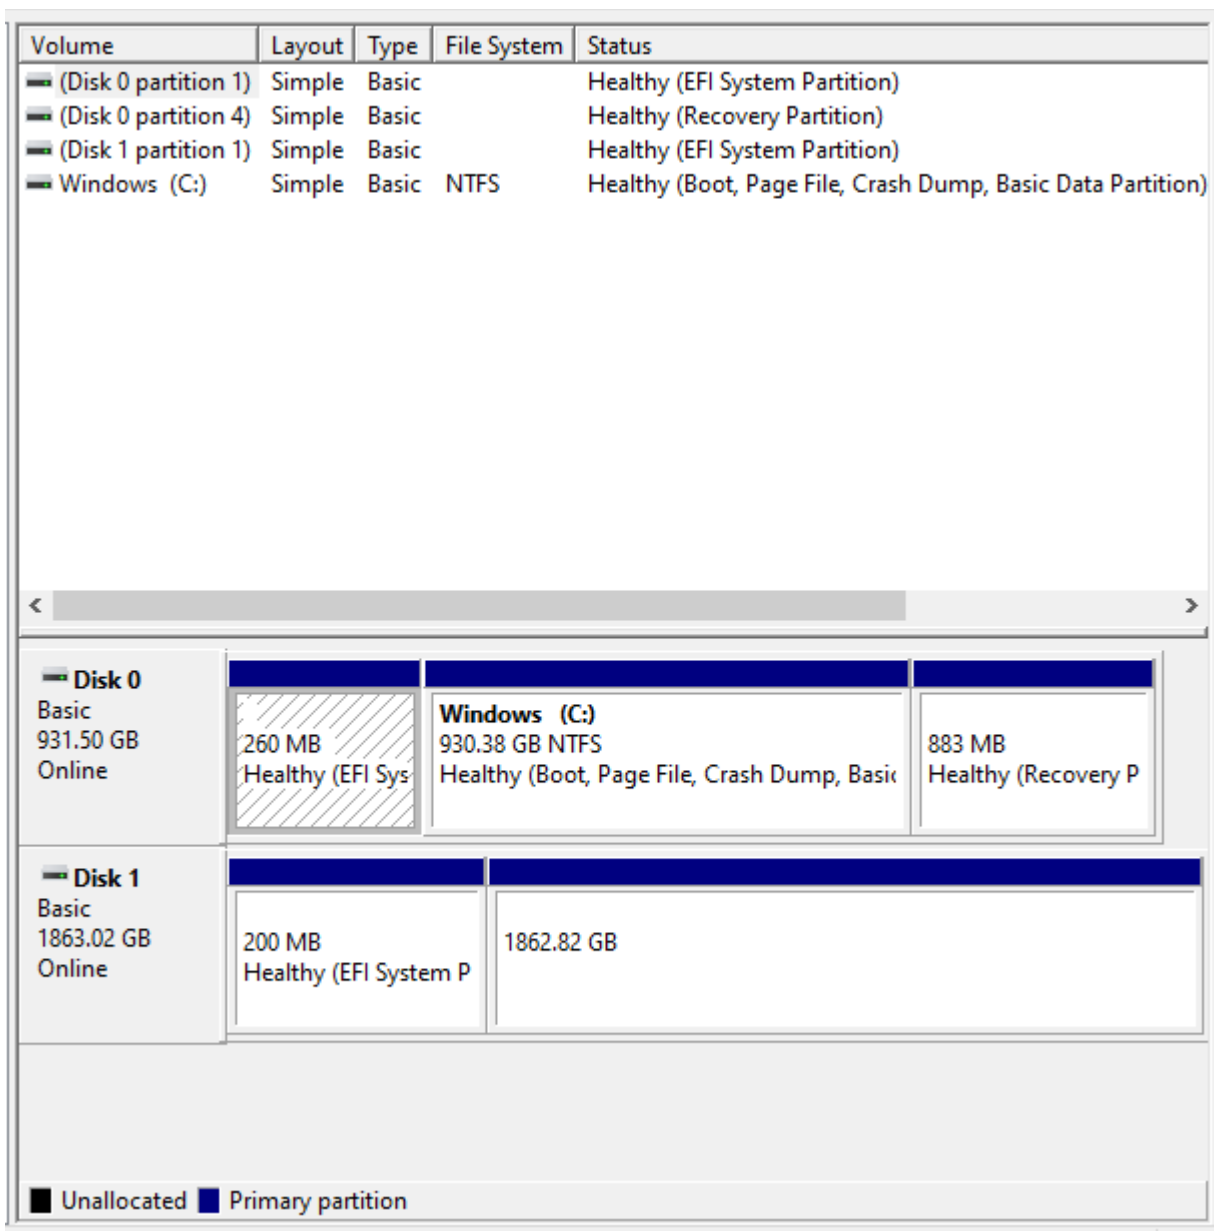 Volume Layout Type File System Status
(Disk 0 partition 1) Simple Basic Healthy (EFI System Partition)
(Disk 0 partition 4) Simple Basic Healthy (Recovery Partition)
(Disk 1 partition 1) Simple Basic Healthy (EFI System Partition)
Windows (C:) Simple Basic NTFS Healthy (Boot, Page File, Crash Dump, Basic Data Partition)
Disk 0
Basic
931.50 GB
Online
260 MB
Healthy (EFI Sys
Windows (C:)
930.38 GB NTFS
Healthy (Boot, Page File, Crash Dump, Basic
883 MB
Healthy (Recovery P
Disk 1
Basic
1863.02 GB
Online
200 MB
Healthy (EFI System P
1862.82 GB
Unallocated Primary partition